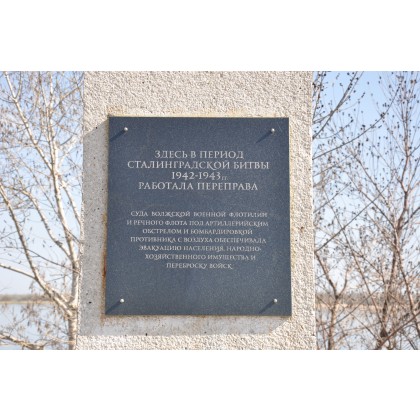 ЗДЕСЬ В ПЕРИОД
СТАЛИНГРАДСКОЙ БИТВЫ
1942-1943гг.
РАБОТАЛА ПЕРЕПРАВА
СУДА ВОЛЖСКОЙ ВОЕННОЙ ФЛОТИЛИИ
И РЕЧНОГО ФЛОТА ПОД АРТИЛЛЕРИЙСКИМ
ОБСТРЕЛОМ И БОМБАРДИРОВКОЙ
ПРОТИВНИКА С ВОЗДУХА ОБЕСПЕЧИВАЛА
ЭВАКУАЦИЮ НАСЕЛЕНИЯ, НАРОДНО-
ХОЗЯЙСТВЕННОГО ИМУЩЕСТВА И
ПЕРЕБРОСКУ ВОЙСК.